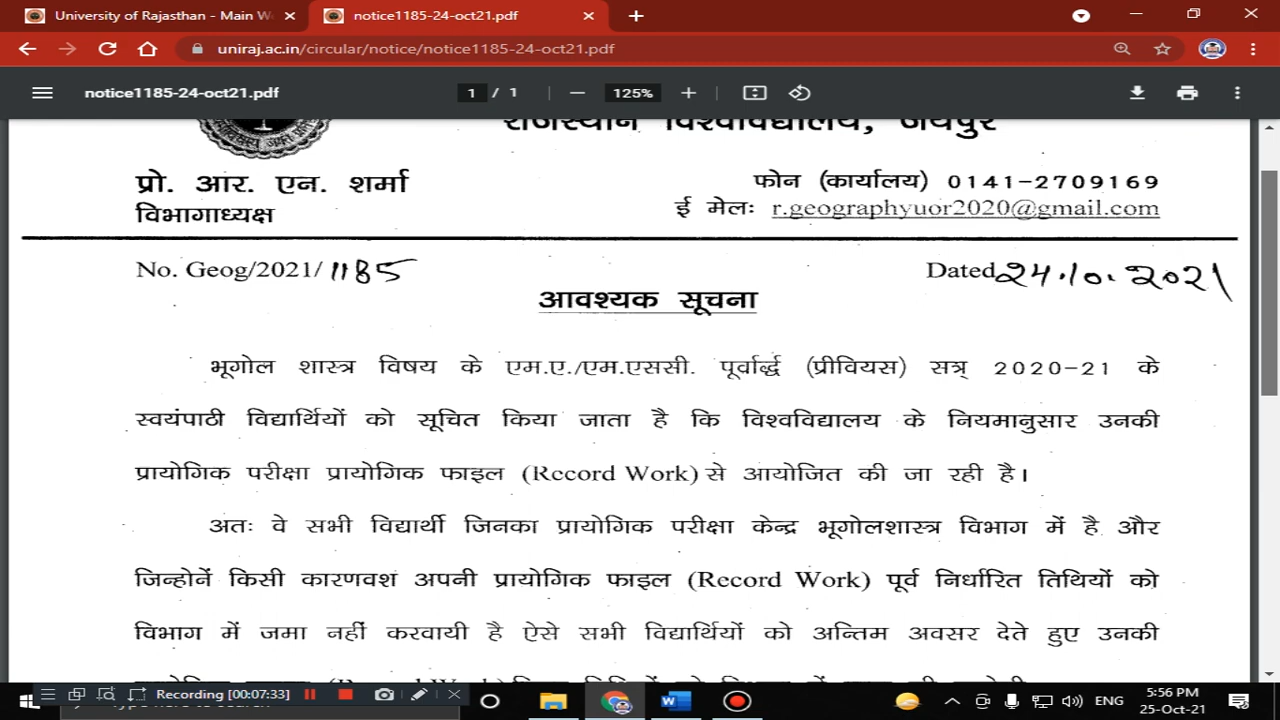 University of Rajasthan - Main W
notice1185-24-oct21.pdf
uniraj.ac.in/circular/notice/notice1185-24-oct21.pdf
notice1185-24-oct21.pdf
1 / 1
125%
राजस्थान विश्वविद्यालय, जयपुर
प्रो. आर. एन. शर्मा
विभागाध्यक्ष
फोन (कार्यालय) 0141-2709169
ई मेलः r.geographyuor2020@gmail.com
No. Geog/2021/1185
Dated 24.10.2021
आवश्यक सूचना
भूगोल शास्त्र विषय के एम.ए./एम.एससी. पूर्वार्द्ध (प्रीवियस) सत्र् 2020-21 के
स्वयंपाठी विद्यार्थियों को सूचित किया जाता है कि विश्वविद्यालय के नियमानुसार उनकी
प्रायोगिक परीक्षा प्रायोगिक फाइल (Record Work) से आयोजित की जा रही है।
अतः वे सभी विद्यार्थी जिनका प्रायोगिक परीक्षा केन्द्र भूगोलशास्त्र विभाग में है और
जिन्होनें किसी कारणवश अपनी प्रायोगिक फाइल (Record Work) पूर्व निर्धारित तिथियों को
विभाग में जमा नहीं करवायी है ऐसे सभी विद्यार्थियों को अन्तिम अवसर देते हुए उनकी
Recording [00:07:33]
ENG
5:56 PM
25-Oct-21